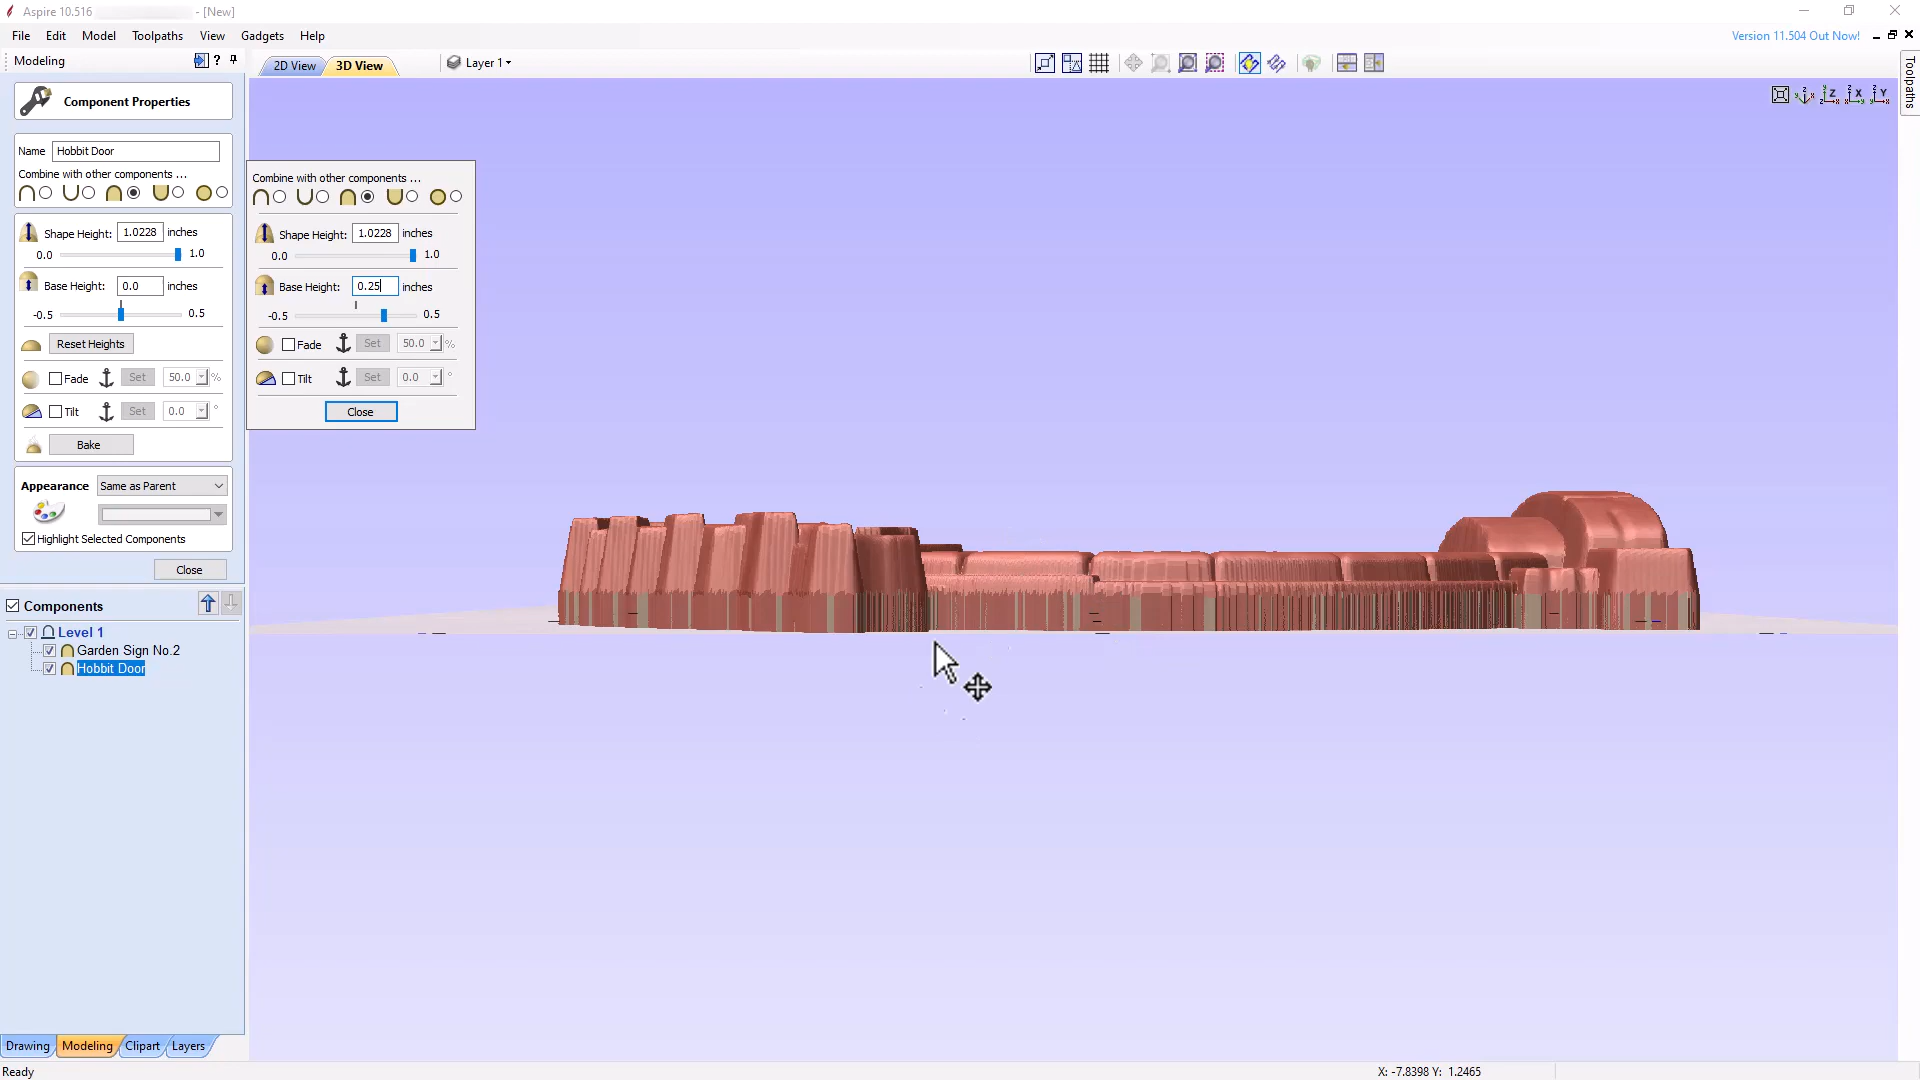 Aspire 10.516 - [New]
File Edit Model Toolpaths View Gadgets Help
Version 11.504 Out Now!
Modeling ?
2D View 3D View Layer 1
Toolpaths
Z X Y
Component Properties
Name Hobbit Door
Combine with other components ...
Shape Height: 1.0228 inches
0.0 1.0
Base Height: 0.0 inches
-0.5 0.5
Reset Heights
Fade Set 50.0 %
Tilt Set 0.0 °
Bake
Appearance Same as Parent
Highlight Selected Components
Close
Combine with other components ...
Shape Height: 1.0228 inches
0.0 1.0
Base Height: 0.25 inches
-0.5 0.5
Fade Set 50.0 %
Tilt Set 0.0 °
Close
Components
Level 1
Garden Sign No.2
Hobbit Door
Drawing Modeling Clipart Layers
Ready
X: -7.8398 Y: 1.2465